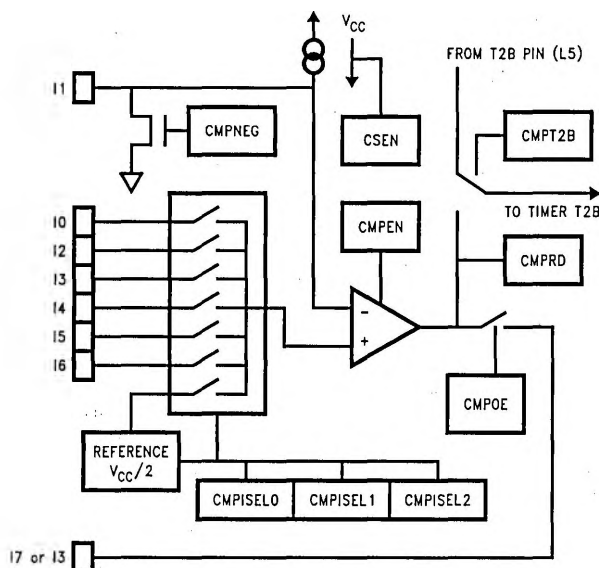 V_CC
FROM T2B PIN (L5)
I1
CMPNEG
CSEN
CMPT2B
I0
I2
I3
I4
I5
I6
CMPEN
TO TIMER T2B
CMPRD
−
+
CMPOE
REFERENCE
V_CC/2
CMPISEL0
CMPISEL1
CMPISEL2
I7 or I3